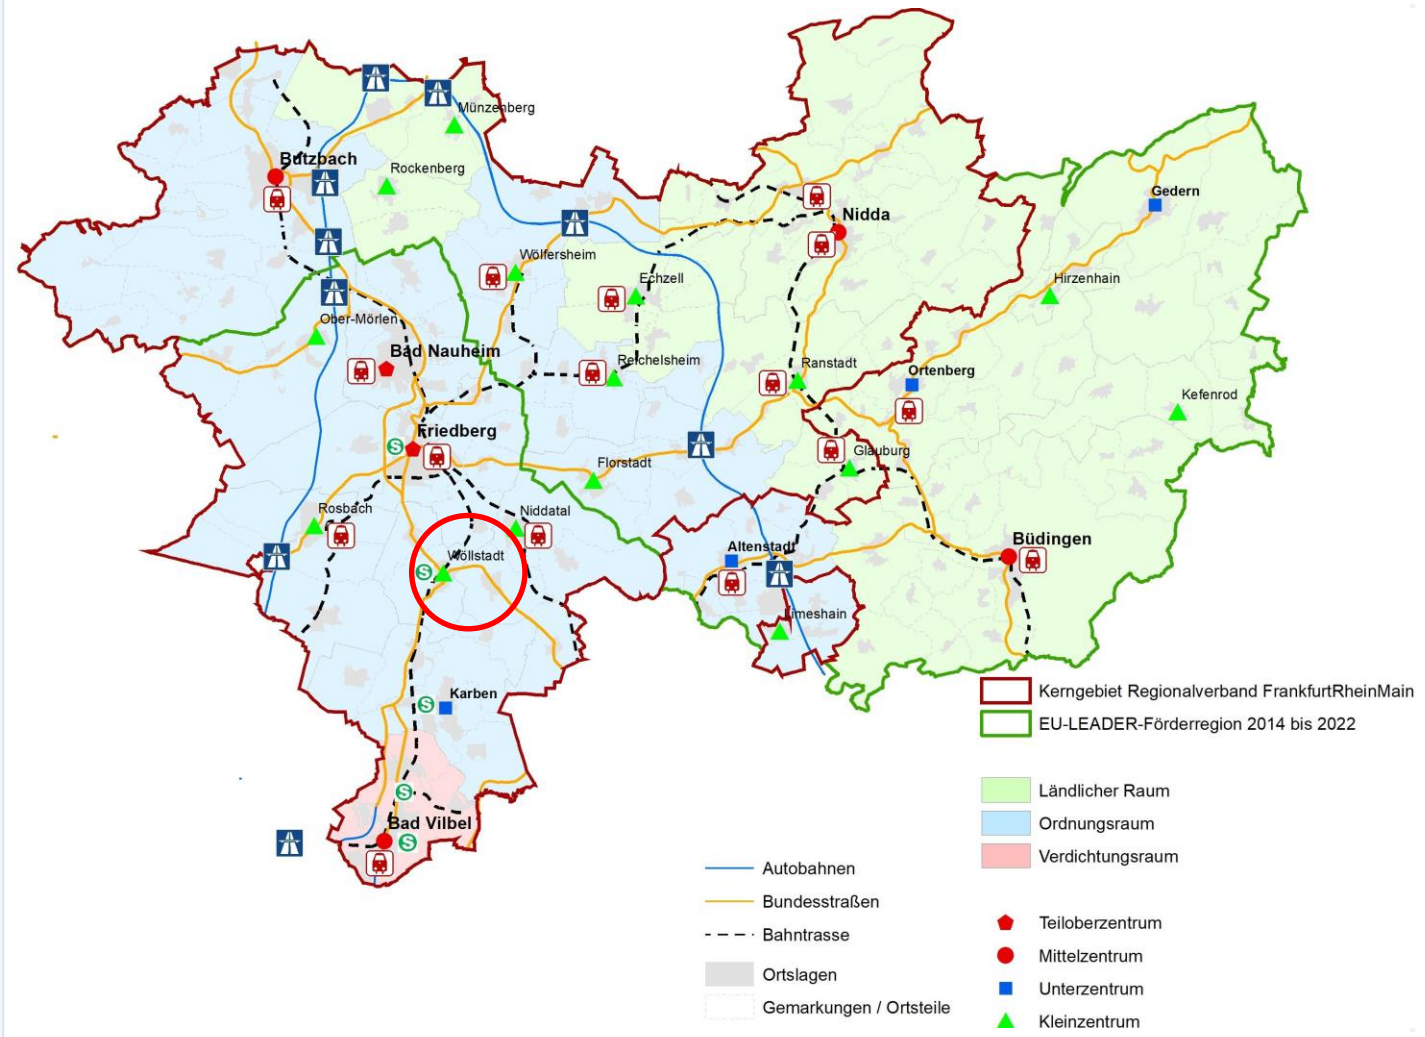 Münzenberg
Butzbach
Rockenberg
Gedern
Nidda
Wölfersheim
Echzell
Hirzenhain
Ober-Mörlen
Bad Nauheim
Reichelsheim
Ranstadt
Ortenberg
Kefenrod
Friedberg
S
Florstadt
Glauburg
Rosbach
Niddatal
Büdingen
Altenstadt
Wöllstadt
S
Limeshain
Karben
S
S
Bad Vilbel
S
Kerngebiet Regionalverband FrankfurtRheinMain
EU-LEADER-Förderregion 2014 bis 2022
Ländlicher Raum
Ordnungsraum
Verdichtungsraum
Autobahnen
Bundesstraßen
Bahntrasse
Ortslagen
Gemarkungen / Ortsteile
Teiloberzentrum
Mittelzentrum
Unterzentrum
Kleinzentrum